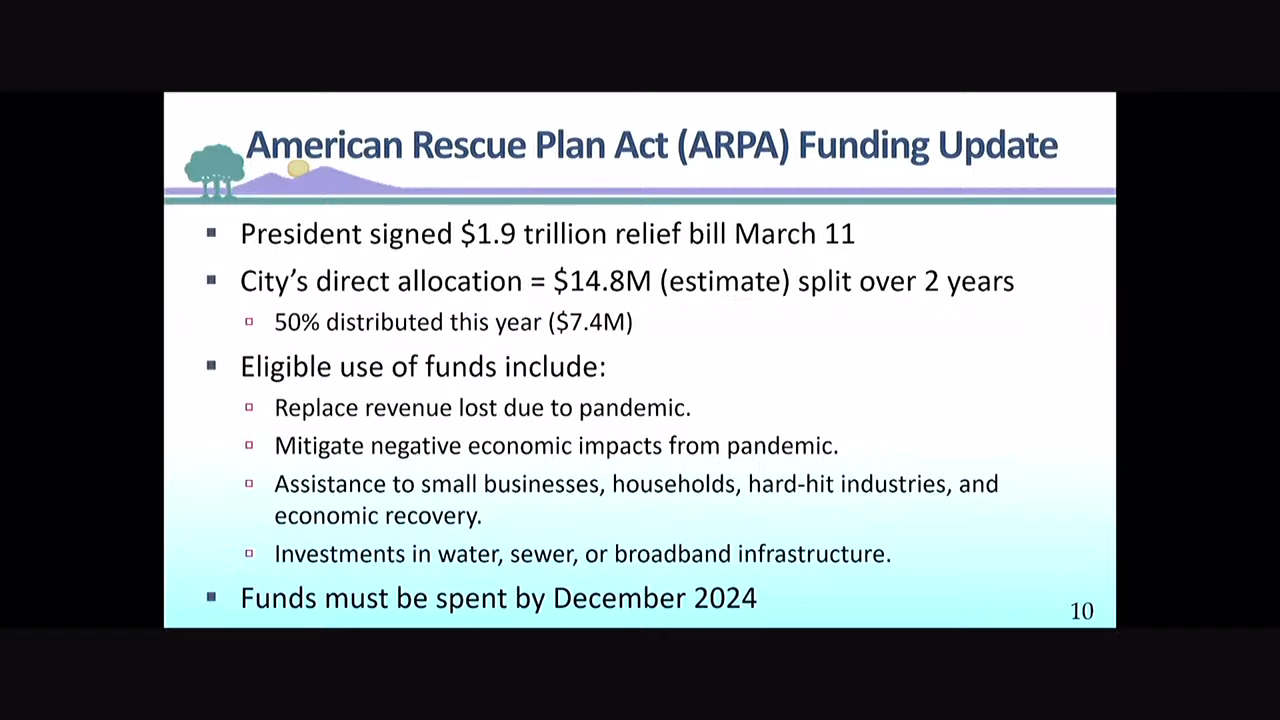 American Rescue Plan Act (ARPA) Funding Update
▪ President signed $1.9 trillion relief bill March 11
▪ City’s direct allocation = $14.8M (estimate) split over 2 years
▫ 50% distributed this year ($7.4M)
▪ Eligible use of funds include:
▫ Replace revenue lost due to pandemic.
▫ Mitigate negative economic impacts from pandemic.
▫ Assistance to small businesses, households, hard-hit industries, and
economic recovery.
▫ Investments in water, sewer, or broadband infrastructure.
▪ Funds must be spent by December 2024
10